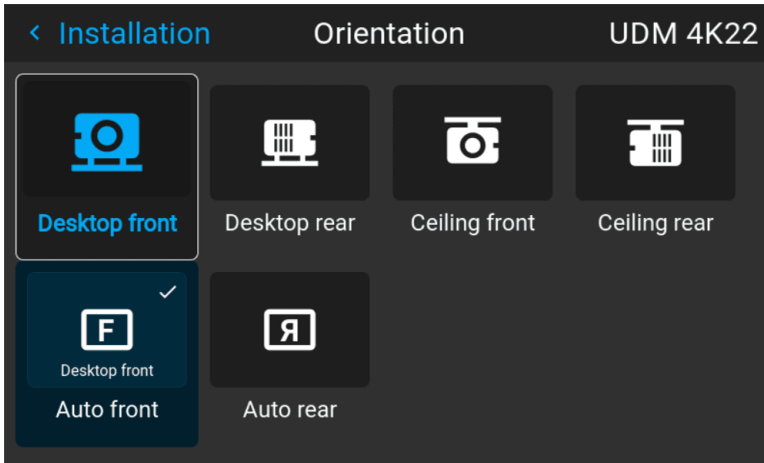 Installation Orientation UDM 4K22
Desktop front Desktop rear Ceiling front Ceiling rear
F Я
Desktop front
Auto front Auto rear